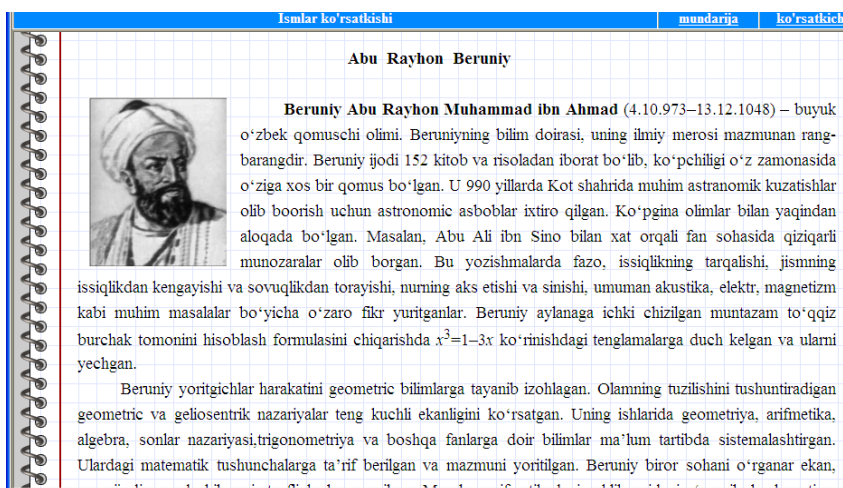 Ismlar ko'rsatkishi mundarija ko'rsatkich
Abu Rayhon Beruniy
Beruniy Abu Rayhon Muhammad ibn Ahmad (4.10.973–13.12.1048) – buyuk
o‘zbek qomuschi olimi. Beruniyning bilim doirasi, uning ilmiy merosi mazmunan rang-
barangdir. Beruniy ijodi 152 kitob va risoladan iborat bo‘lib, ko‘pchiligi o‘z zamonasida
o‘ziga xos bir qomus bo‘lgan. U 990 yillarda Kot shahrida muhim astranomik kuzatishlar
olib boorish uchun astronomic asboblar ixtiro qilgan. Ko‘pgina olimlar bilan yaqindan
aloqada bo‘lgan. Masalan, Abu Ali ibn Sino bilan xat orqali fan sohasida qiziqarli
munozaralar olib borgan. Bu yozishmalarda fazo, issiqlikning tarqalishi, jismning
issiqlikdan kengayishi va sovuqlikdan torayishi, nurning aks etishi va sinishi, umuman akustika, elektr, magnetizm
kabi muhim masalalar bo‘yicha o‘zaro fikr yuritganlar. Beruniy aylanaga ichki chizilgan muntazam to‘qqiz
burchak tomonini hisoblash formulasini chiqarishda x³=1–3x ko‘rinishdagi tenglamalarga duch kelgan va ularni
yechgan.
Beruniy yoritgichlar harakatini geometric bilimlarga tayanib izohlagan. Olamning tuzilishini tushuntiradigan
geometric va geliosentrik nazariyalar teng kuchli ekanligini ko‘rsatgan. Uning ishlarida geometriya, arifmetika,
algebra, sonlar nazariyasi,trigonometriya va boshqa fanlarga doir bilimlar ma’lum tartibda sistemalashtirgan.
Ulardagi matematik tushunchalarga ta’rif berilgan va mazmuni yoritilgan. Beruniy biror sohani o‘rganar ekan,